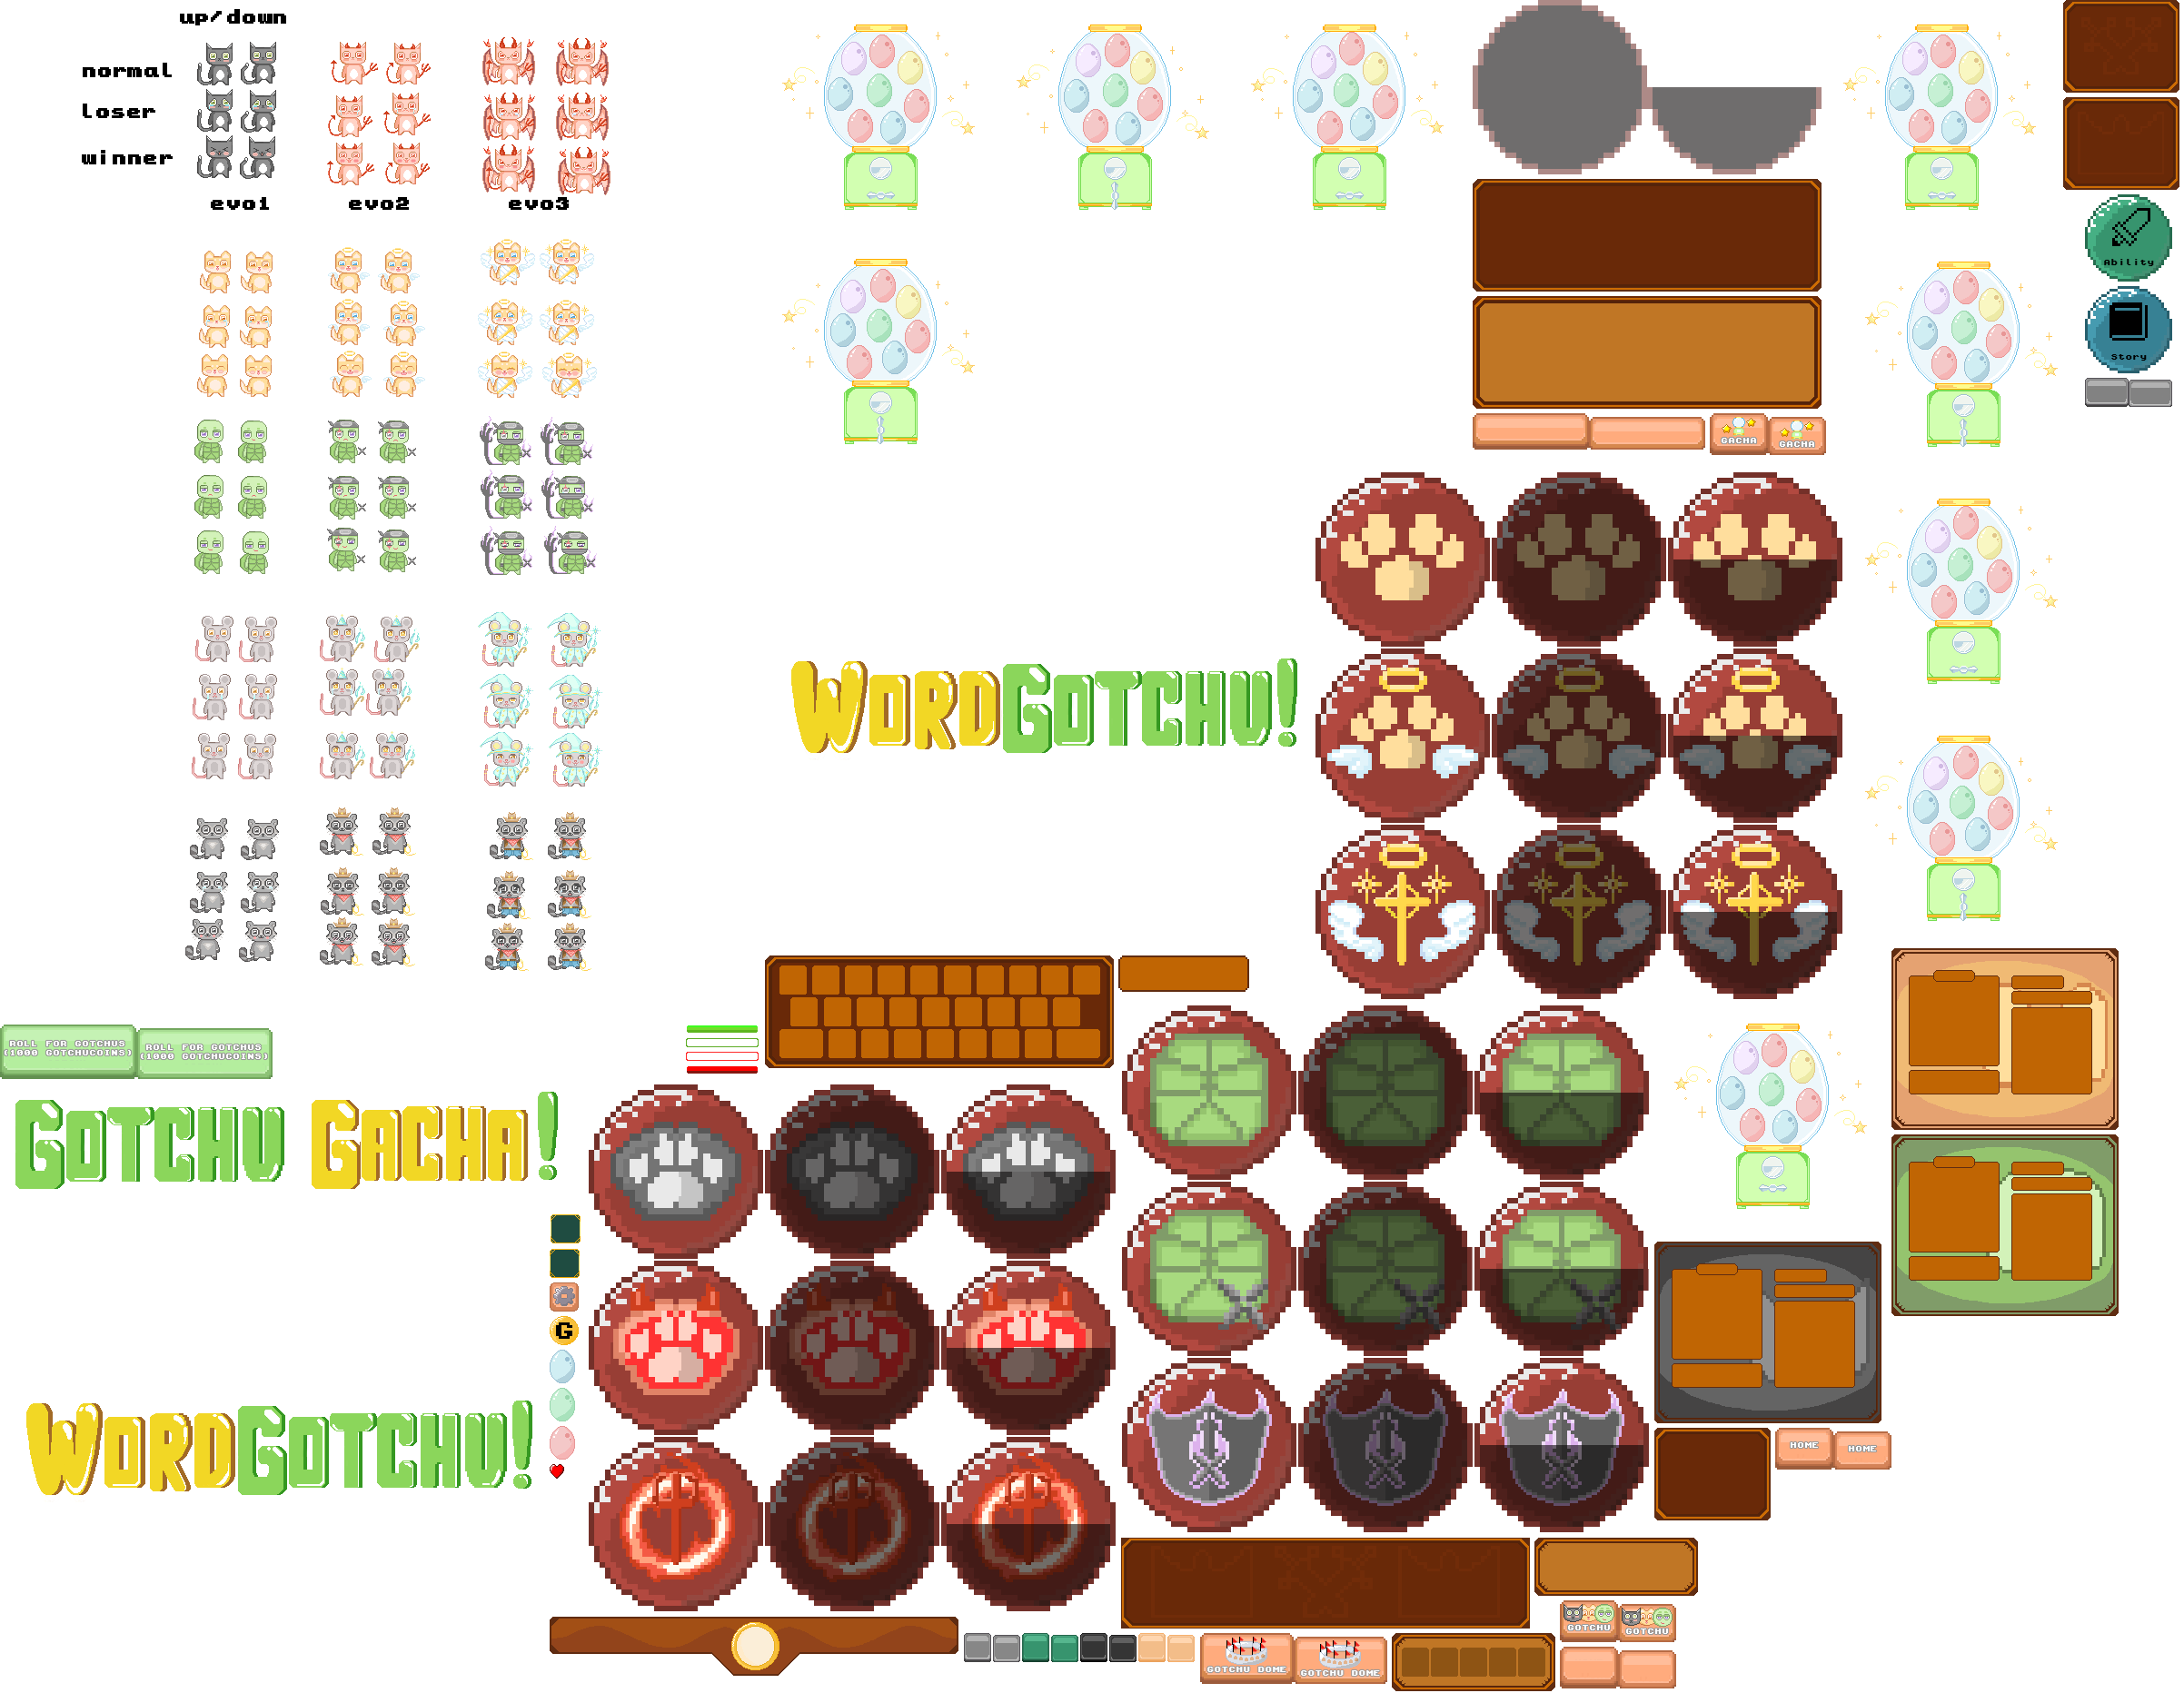 up/down
normal
loser
winner
evo1
evo2
evo3
Ability
Story
GACHA
GACHA
WORDGOTCHU!
ROLL FOR GOTCHUS
(1000 GOTCHUCOINS)
ROLL FOR GOTCHUS
(1000 GOTCHUCOINS)
GOTCHU GACHA!
G
WORDGOTCHU!
HOME
HOME
GOTCHU
GOTCHU
GOTCHU DOME
GOTCHU DOME